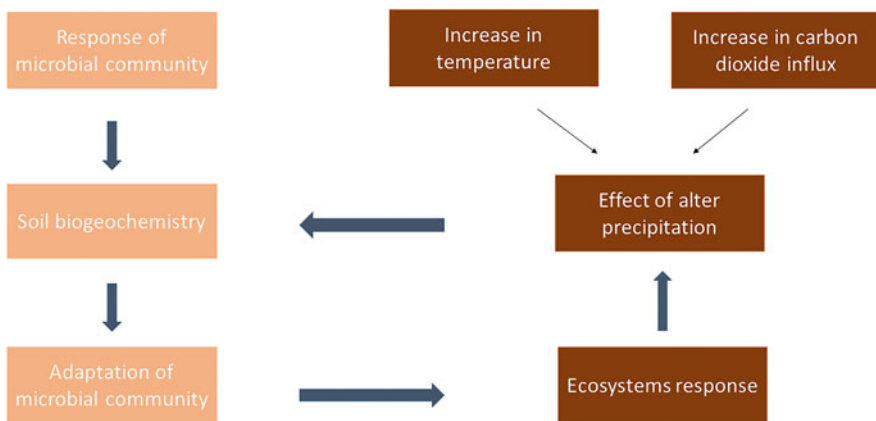 Response of
microbial community
Increase in
temperature
Increase in carbon
dioxide influx
Soil biogeochemistry
Effect of alter
precipitation
Adaptation of
microbial community
Ecosystems response